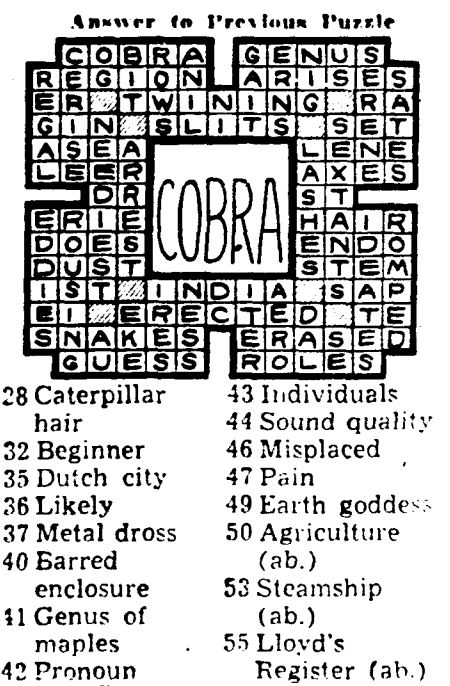 Answer to Previous Puzzle
COBRA GENUS
REGION ARISES
ER TWINING RA
GIN SLITS SET
ASEA LENE
LEER AXES
DR ST
COBRA
ERIE HAIR
DOES ENDO
DUST STEM
IST INDIA SAP
EI ERECTED TE
SNAKES ERASED
GUESS ROLES
28 Caterpillar
hair
32 Beginner
35 Dutch city
36 Likely
37 Metal dross
40 Barred
enclosure
41 Genus of
maples
42 Pronoun
43 Individuals
44 Sound quality
46 Misplaced
47 Pain
49 Earth goddess
50 Agriculture
(ab.)
53 Steamship
(ab.)
55 Lloyd's
Register (ab.)